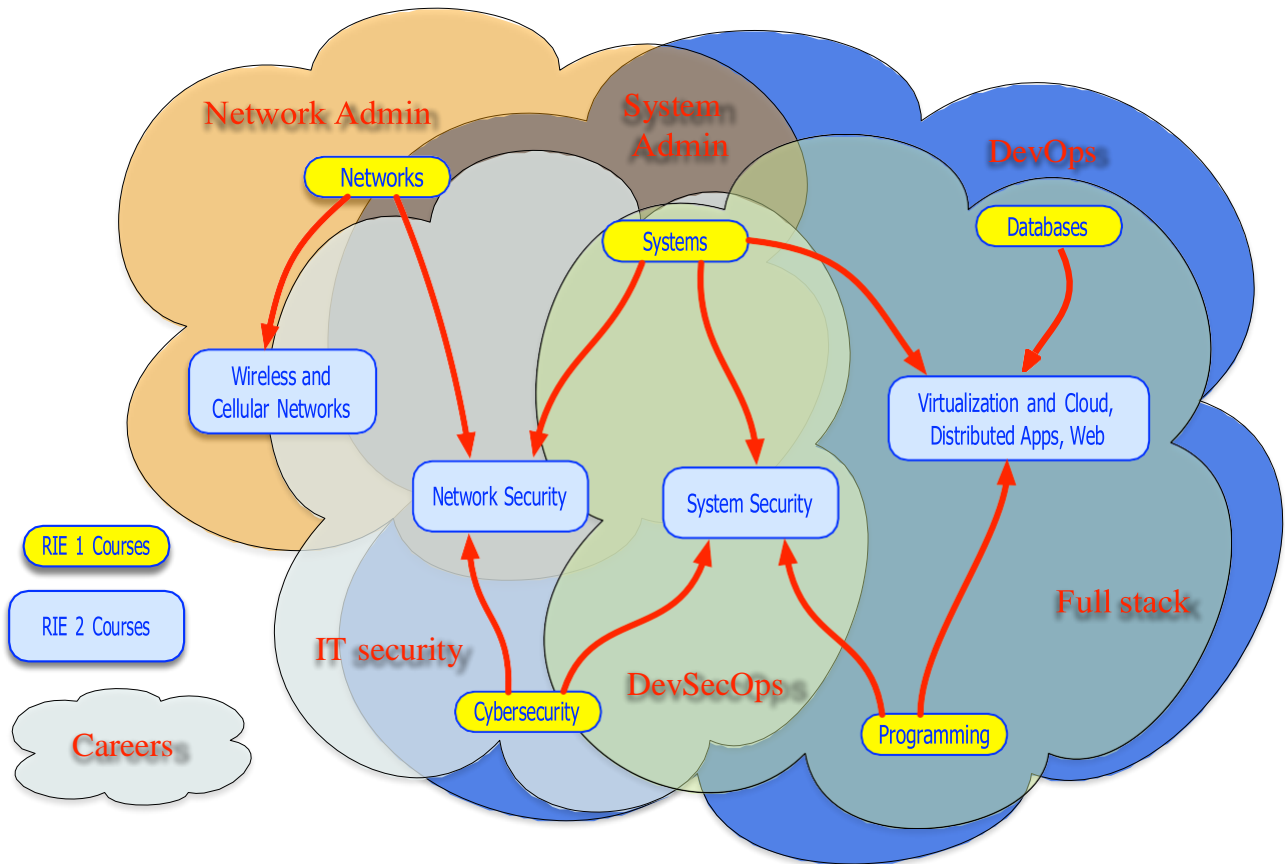 Network Admin
System
Admin
DevOps
Networks
Systems
Databases
Wireless and
Cellular Networks
Virtualization and Cloud,
Distributed Apps, Web
Network Security
System Security
RIE 1 Courses
RIE 2 Courses
Full stack
IT security
DevSecOps
Cybersecurity
Programming
Careers